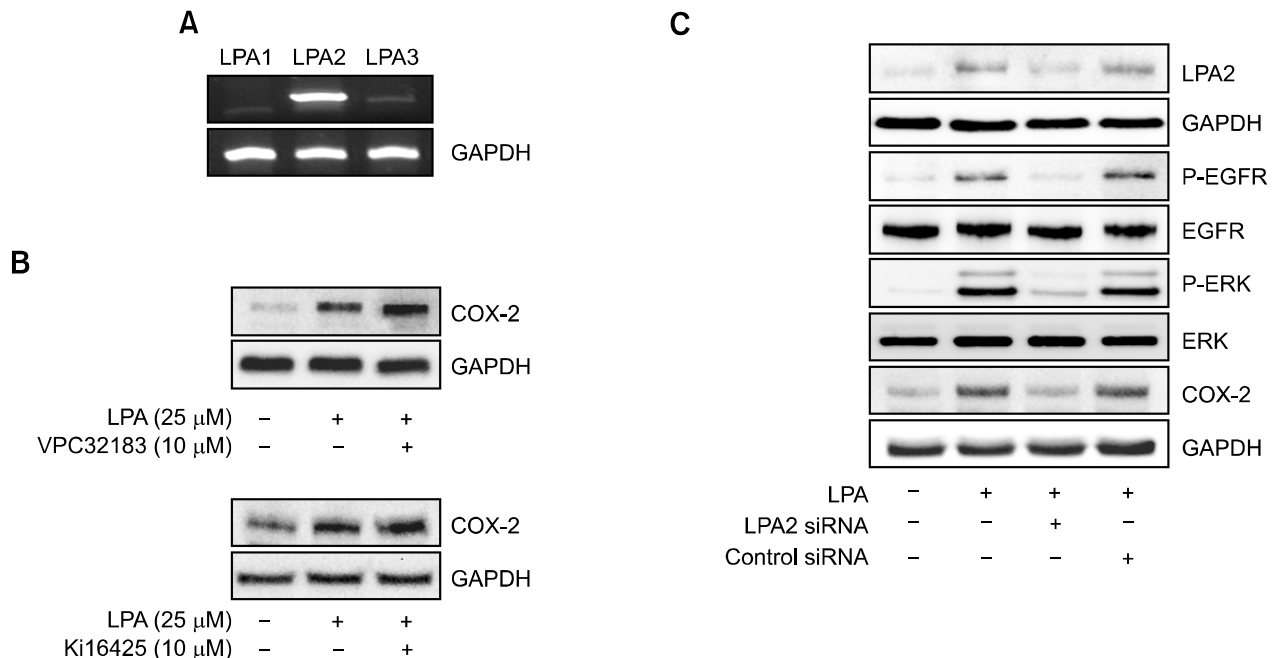 A
LPA1 LPA2 LPA3
GAPDH
B
COX-2
GAPDH
LPA (25 μM) – + +
VPC32183 (10 μM) – – +
COX-2
GAPDH
LPA (25 μM) – + +
Ki16425 (10 μM) – – +
C
LPA2
GAPDH
P-EGFR
EGFR
P-ERK
ERK
COX-2
GAPDH
LPA – + + +
LPA2 siRNA – – + –
Control siRNA – – – +